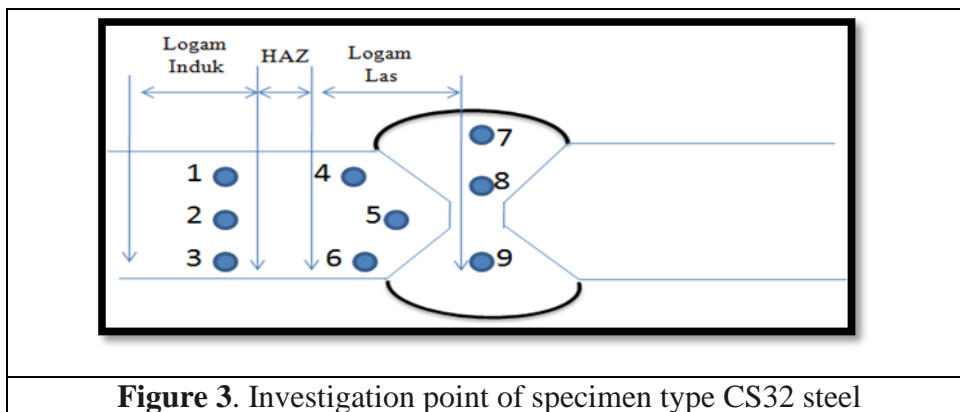 Logam Induk
HAZ
Logam Las
1
2
3
4
5
6
7
8
9
Figure 3. Investigation point of specimen type CS32 steel